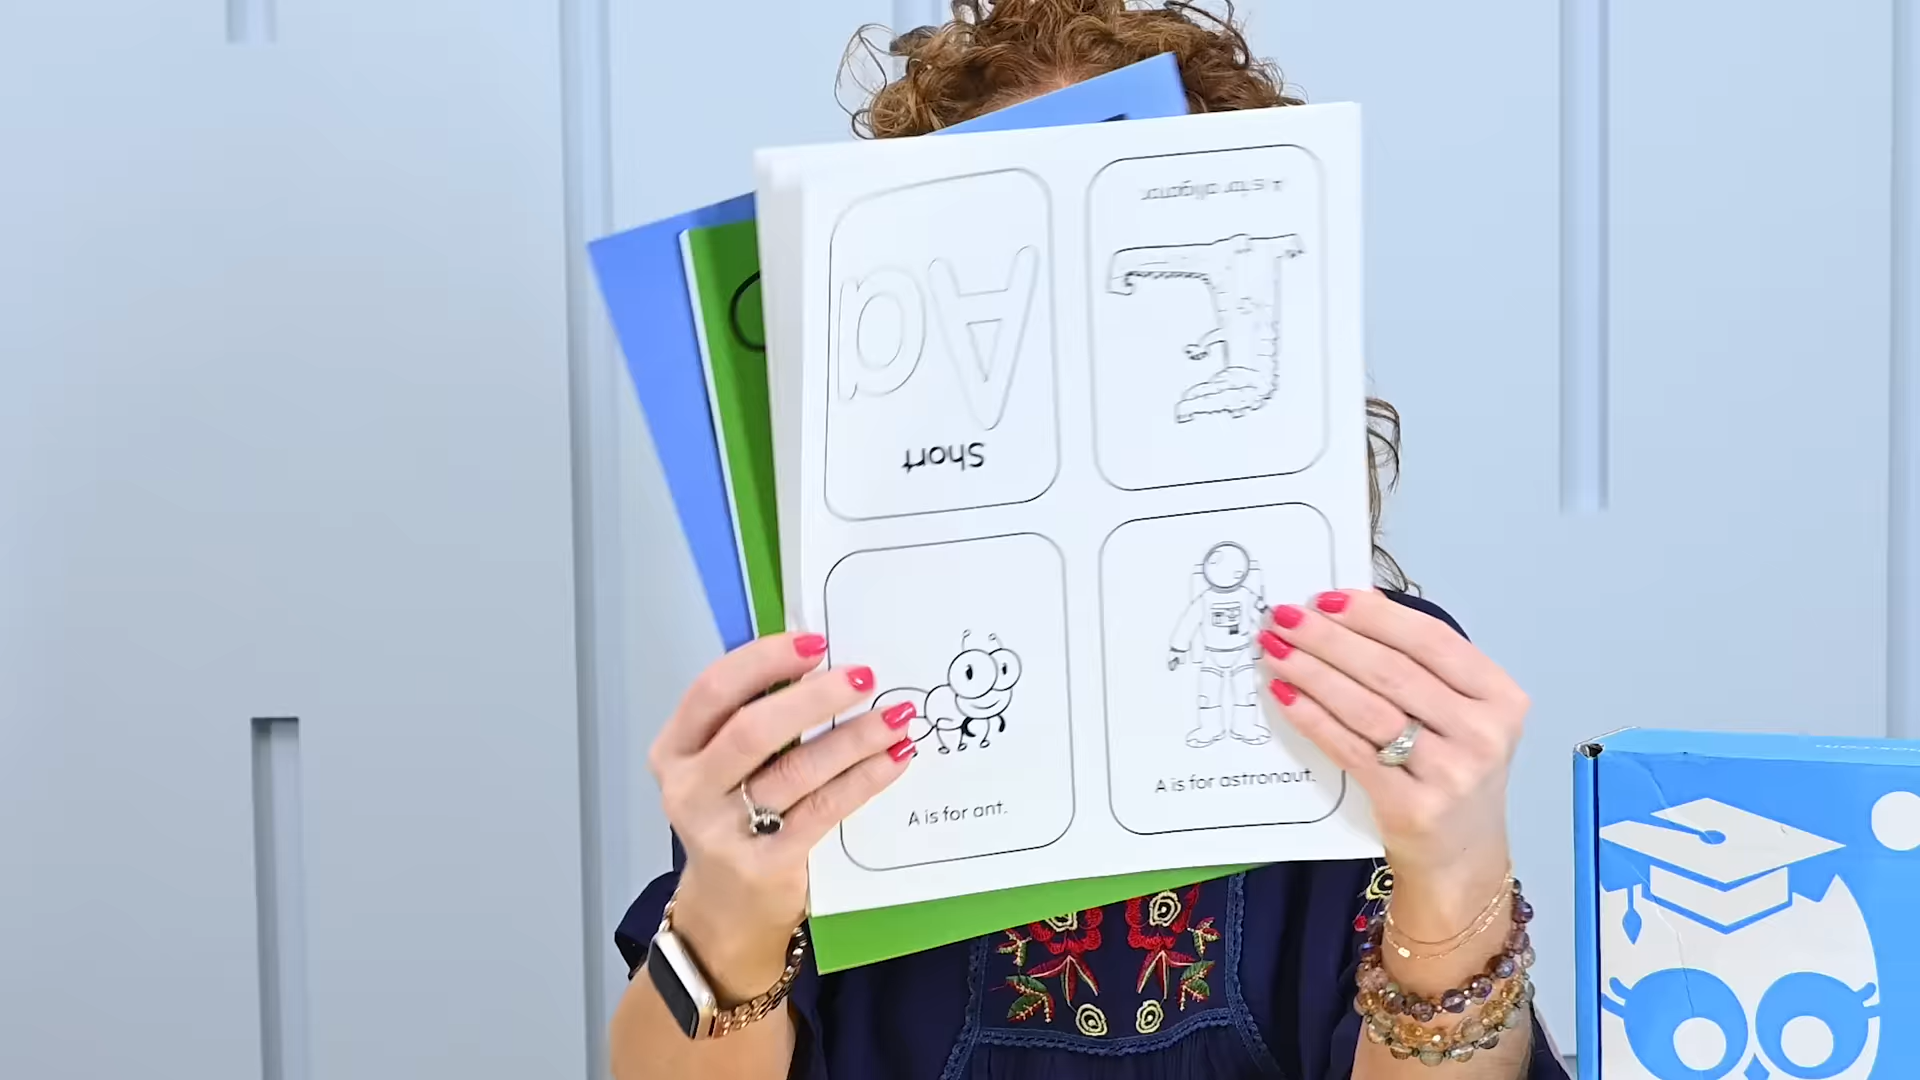 A is for alligator.
Aa
Short
A is for ant.
A is for astronaut.